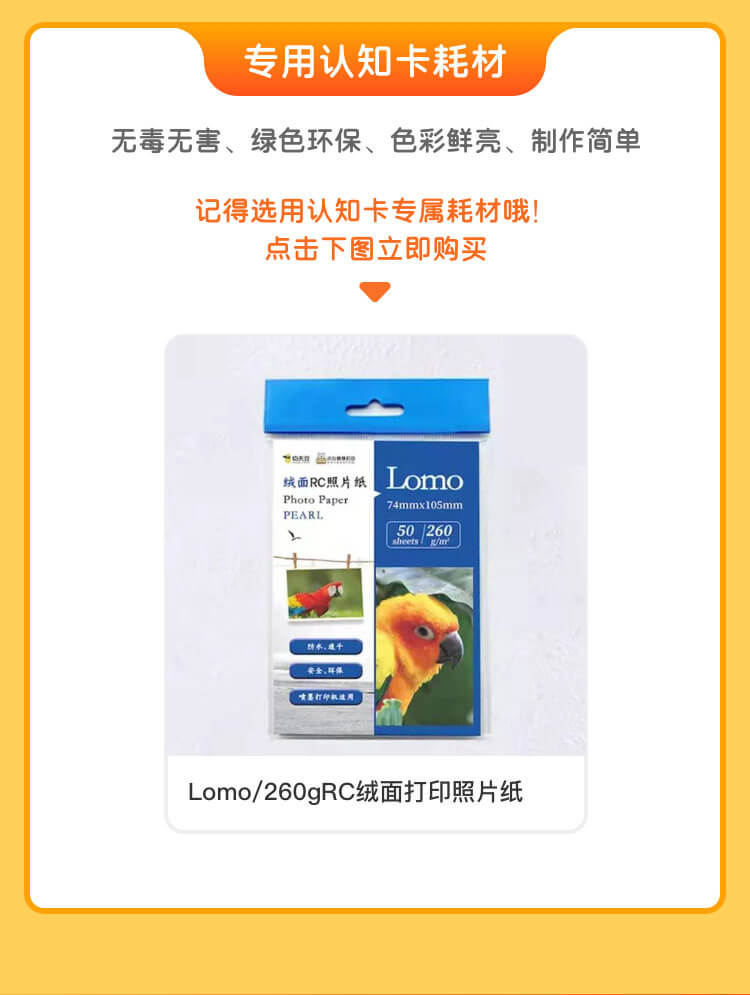 专用认知卡耗材
无毒无害、绿色环保、色彩鲜亮、制作简单
记得选用认知卡专属耗材哦！
点击下图立即购买
绒面RC照片纸
Photo Paper
PEARL
Lomo
74mmx105mm
50 sheets
260 g/m²
防水、速干
安全、环保
喷墨打印机适用
Lomo/260gRC绒面打印照片纸